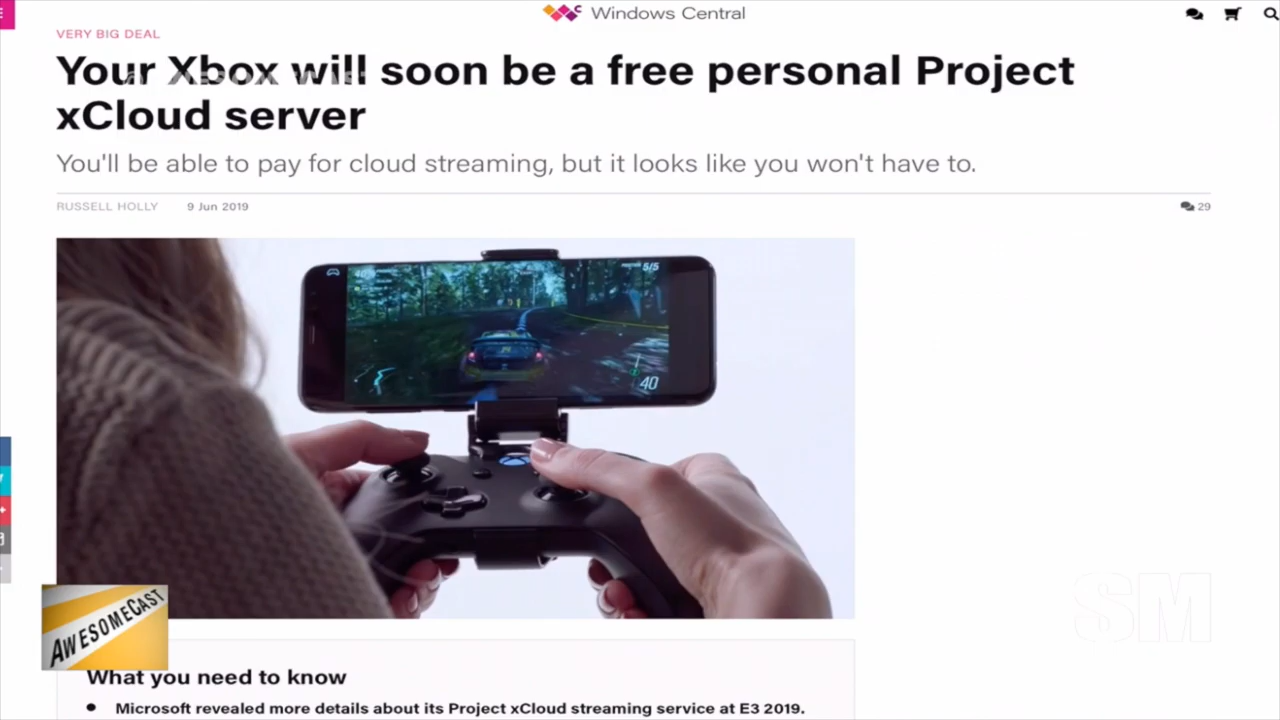 Windows Central
VERY BIG DEAL
Your Xbox will soon be a free personal Project
xCloud server
You'll be able to pay for cloud streaming, but it looks like you won't have to.
RUSSELL HOLLY 9 Jun 2019 29
5/5
40
AWESOMECAST
SM
What you need to know
• Microsoft revealed more details about its Project xCloud streaming service at E3 2019.